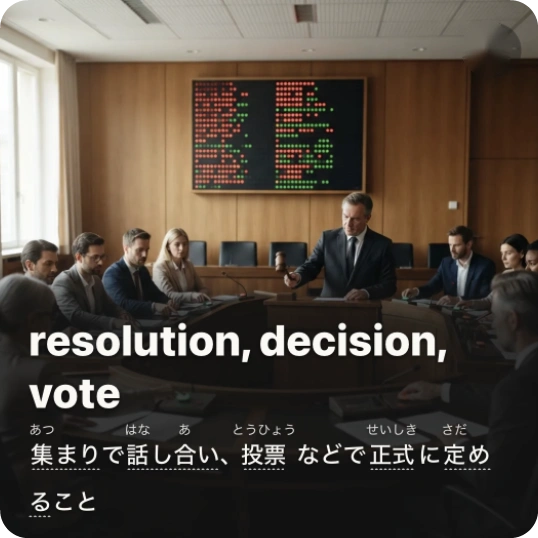 resolution, decision,
vote
あつ はな あ とうひょう せいしき さだ
集まりで話し合い、投票 などで正式に定め
ること